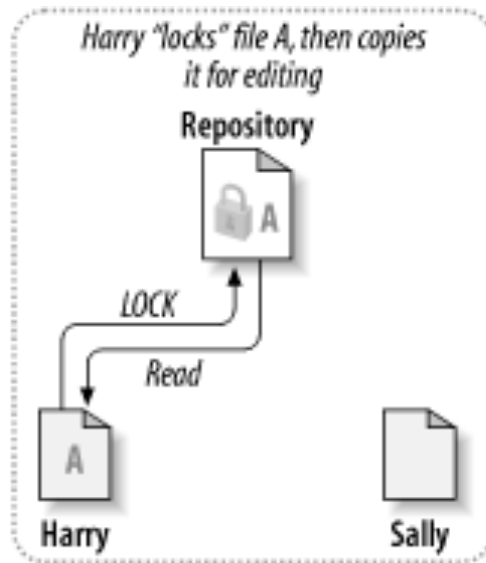 Harry “locks” file A, then copies
it for editing
Repository
A
LOCK
Read
A
Harry
Sally